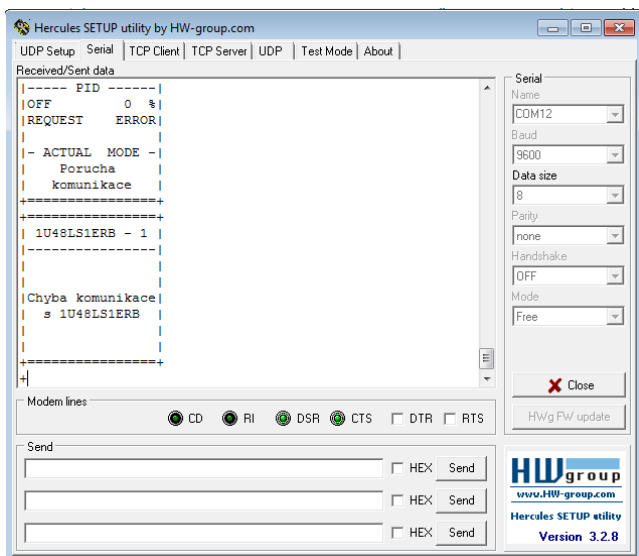 Hercules SETUP utility by HW-group.com
UDP Setup Serial TCP Client TCP Server UDP Test Mode About
Received/Sent data
|----- PID ------|
|OFF 0 %|
|REQUEST ERROR|
| |
|- ACTUAL MODE -|
| Porucha |
| komunikace |
+================+
+================+
| 1U48LS1ERB - 1 |
|----------------|
| |
| |
|Chyba komunikace|
| s 1U48LS1ERB |
| |
| |
+================+
+
Serial
Name
COM12
Baud
9600
Data size
8
Parity
none
Handshake
OFF
Mode
Free
Close
HWg FW update
Modem lines
CD RI DSR CTS DTR RTS
Send
HEX Send
HEX Send
HEX Send
HWgroup
www.HW-group.com
Hercules SETUP utility
Version 3.2.8